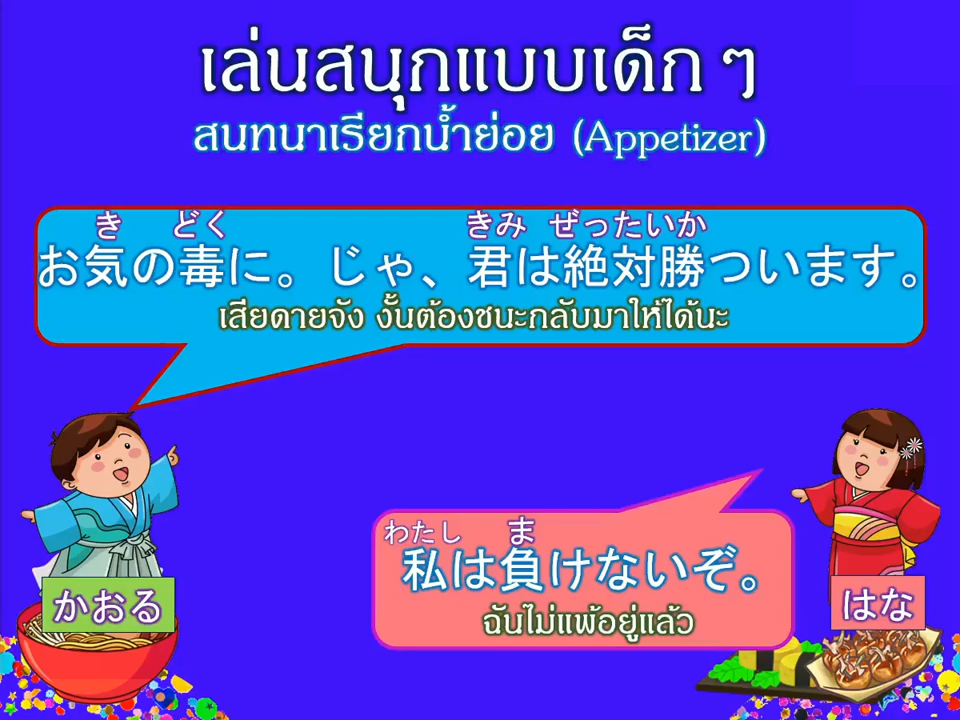 เล่นสนุกแบบเด็ก ๆ
สนทนาเรียกน้ำย่อย (Appetizer)
き どく きみ ぜったいか
お気の毒に。じゃ、君は絶対勝ついます。
เสียดายจัง งั้นต้องชนะกลับมาให้ได้นะ
わたし ま
私は負けないぞ。
ฉันไม่แพ้อยู่แล้ว
かおる
はな